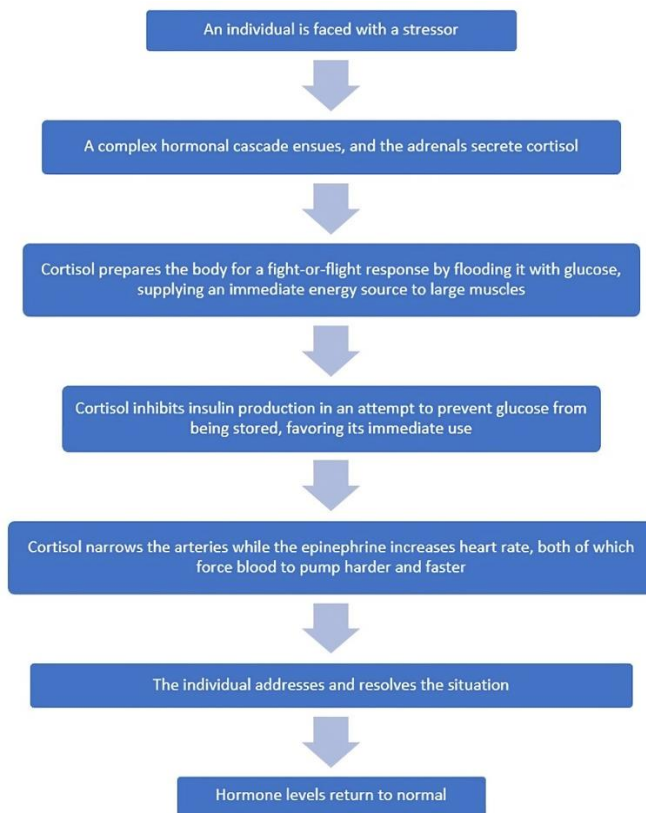 An individual is faced with a stressor
A complex hormonal cascade ensues, and the adrenals secrete cortisol
Cortisol prepares the body for a fight-or-flight response by flooding it with glucose,
supplying an immediate energy source to large muscles
Cortisol inhibits insulin production in an attempt to prevent glucose from
being stored, favoring its immediate use
Cortisol narrows the arteries while the epinephrine increases heart rate, both of which
force blood to pump harder and faster
The individual addresses and resolves the situation
Hormone levels return to normal